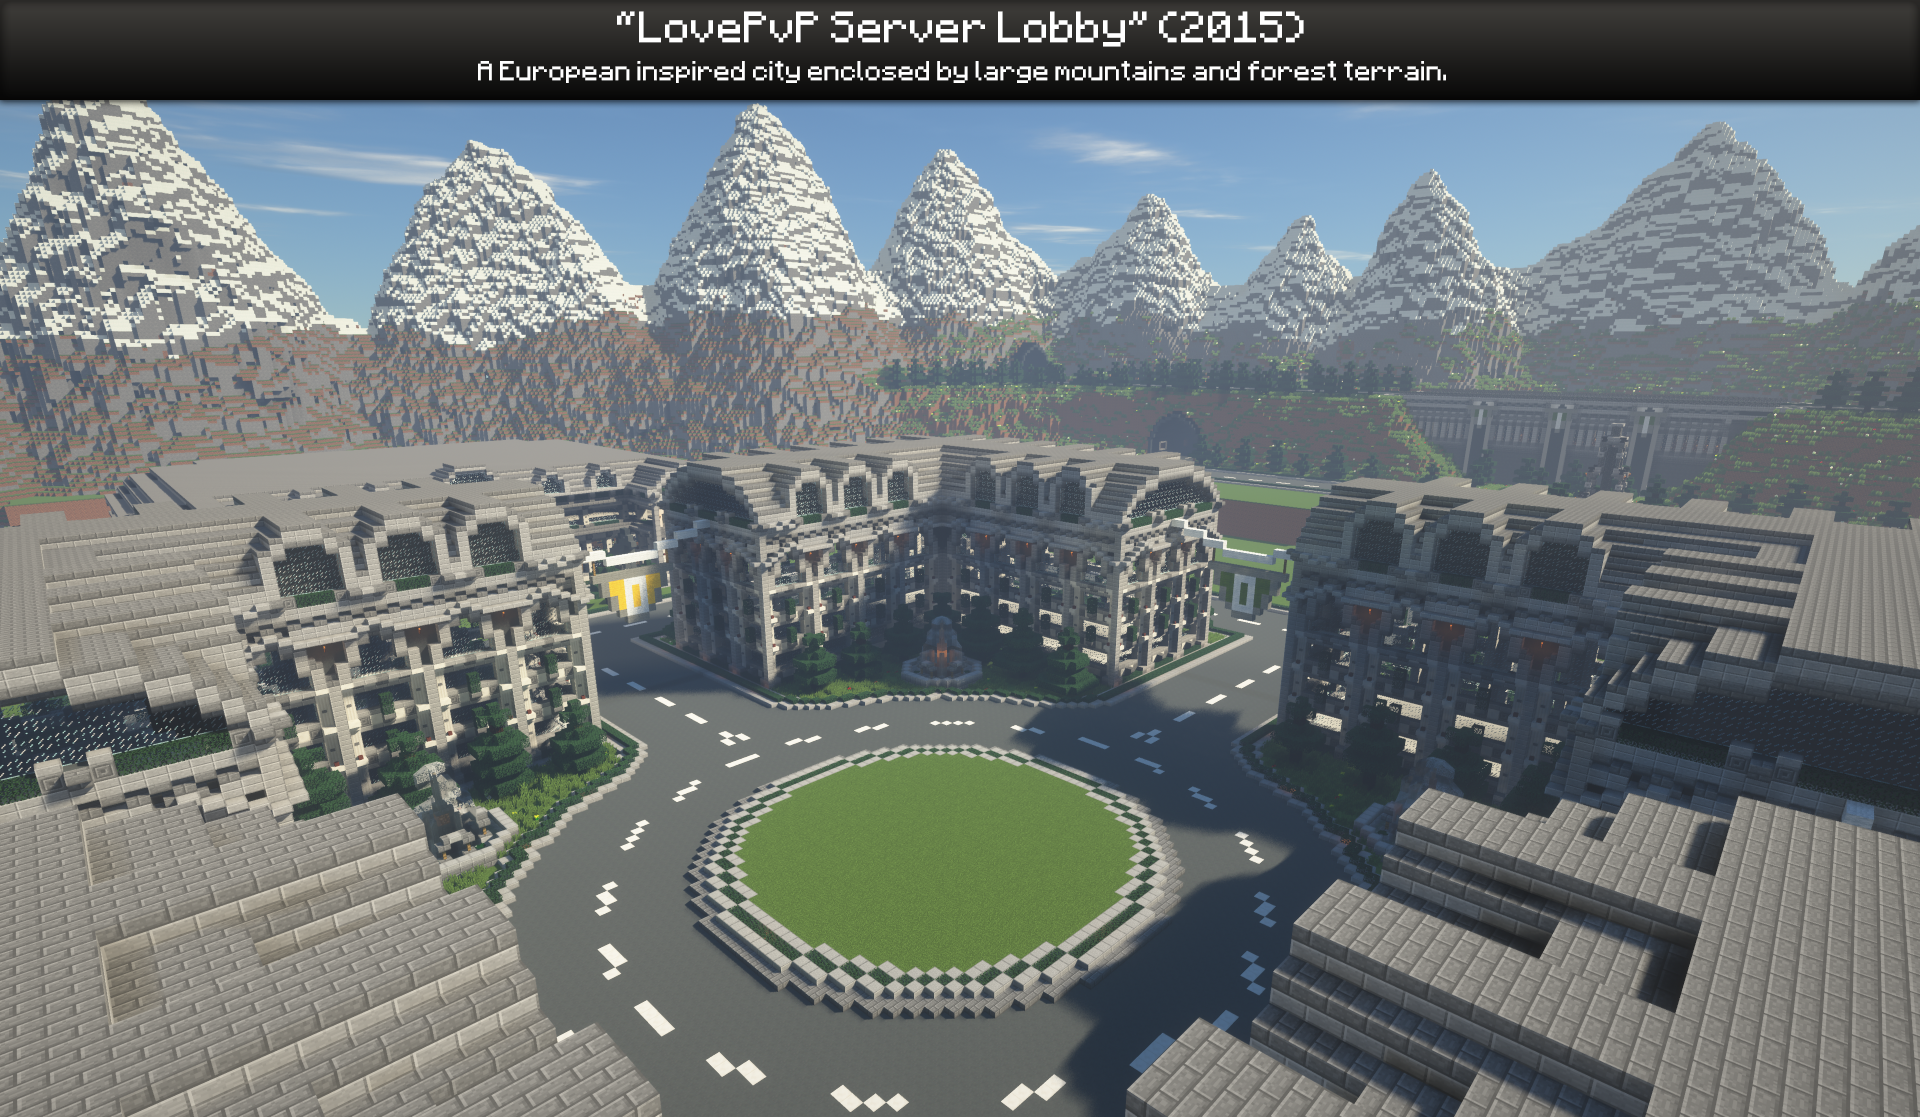 "LovePvP Server Lobby" (2015)
A European inspired city enclosed by large mountains and forest terrain.